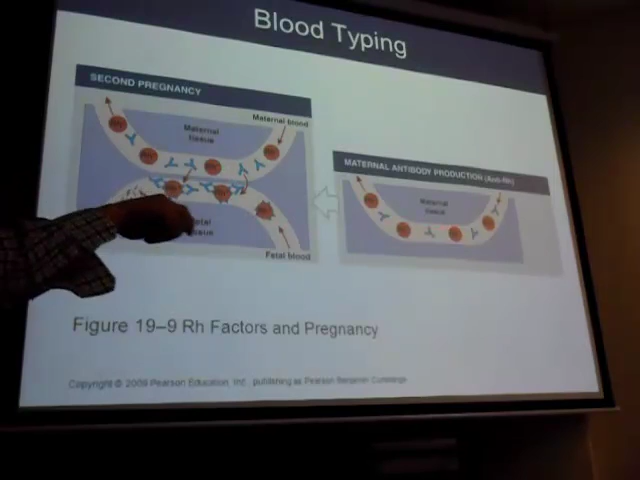 Blood Typing
SECOND PREGNANCY
Maternal blood
Maternal
tissue
Fetal blood
MATERNAL ANTIBODY PRODUCTION (Anti-Rh)
Maternal
tissue
Figure 19–9 Rh Factors and Pregnancy
Copyright © 2009 Pearson Education, Inc., publishing as Pearson Benjamin Cummings